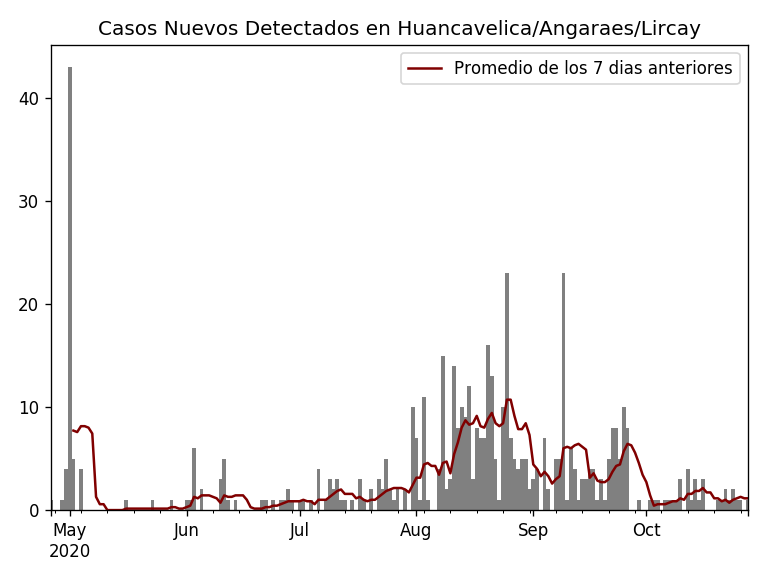 Casos Nuevos Detectados en Huancavelica/Angaraes/Lircay
Promedio de los 7 dias anteriores
40
30
20
10
0
May Jun Jul Aug Sep Oct
2020